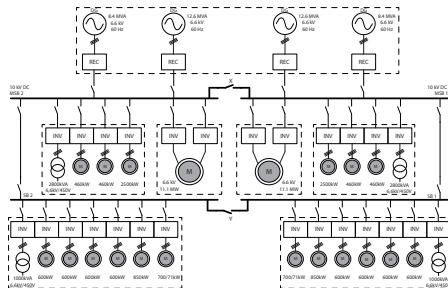 DG
8.4 MVA
6.6 kV
60 Hz
DG
12.6 MVA
6.6 kV
60 Hz
DG
12.6 MVA
6.6 kV
60 Hz
DG
8.4 MVA
6.6 kV
60 Hz
REC REC REC REC
10 kV DC
MSB 2
X
10 kV DC
MSB 1
INV INV INV INV INV INV INV INV INV INV INV INV
M M M M M M M M
2800kVA
6.6kV/450V
460kW 460kW 2500kW
6.6 kV
11.1 MW
6.6 kV
11.1 MW
2500kW 460kW 460kW
2800kVA
6.6kV/450V
SB 2
Y
SB 1
INV INV INV INV INV INV INV INV INV INV INV INV INV INV
M M M M M M M M M M M M
1000kVA
6.6kV/450V
600kW 600kW 600kW 600kW 850kW 700/71kW
700/71kW 850kW 600kW 600kW 600kW 600kW
1000kVA
6.6kV/450V